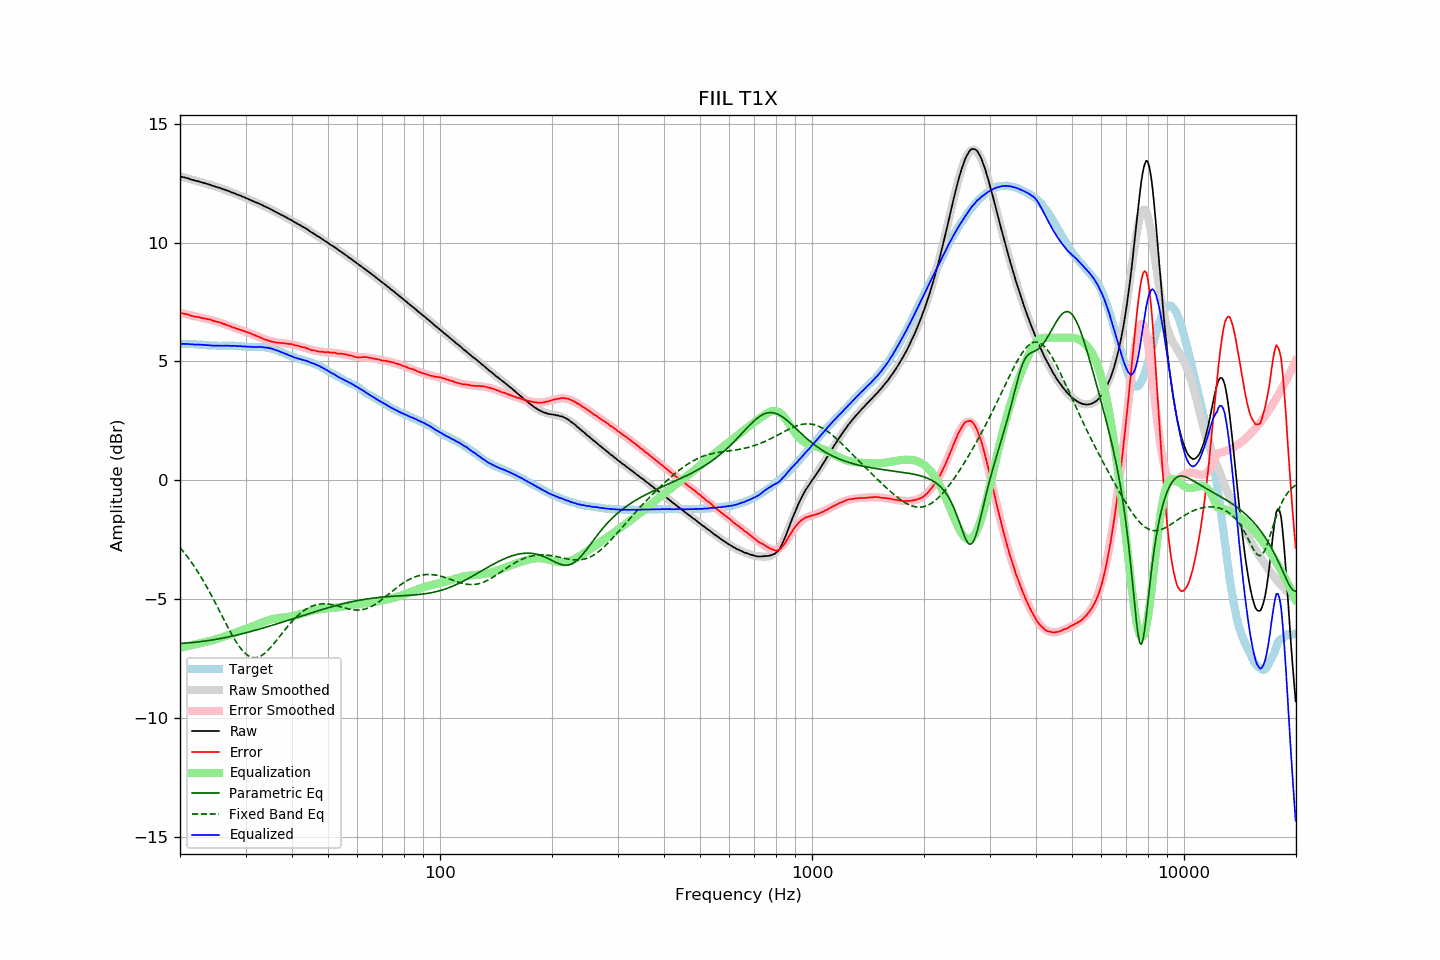 FIIL T1X
15
10
5
0
−5
−10
−15
Amplitude (dBr)
Target
Raw Smoothed
Error Smoothed
Raw
Error
Equalization
Parametric Eq
Fixed Band Eq
Equalized
100
1000
10000
Frequency (Hz)